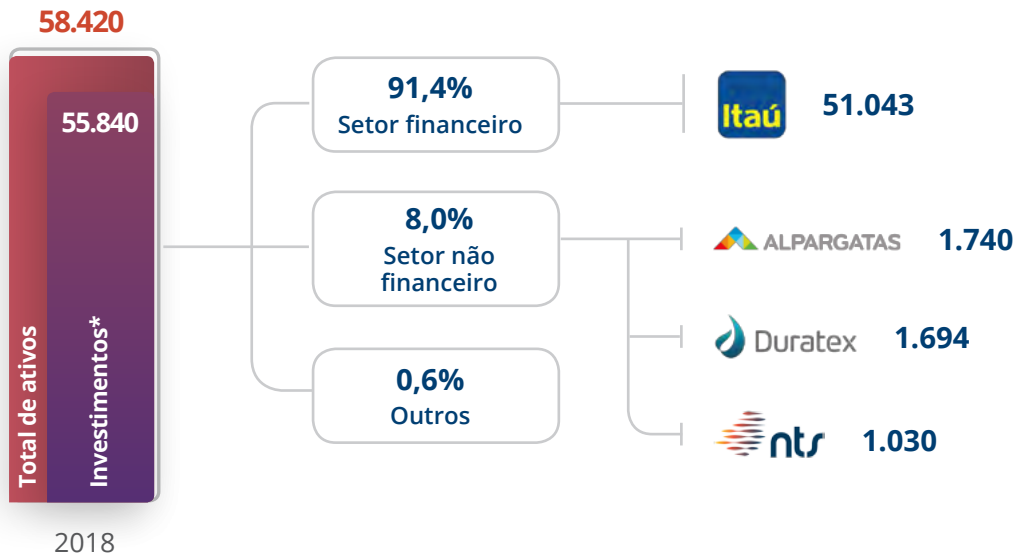 58.420
55.840
Total de ativos
Investimentos*
2018
91,4%
Setor financeiro
Itaú
51.043
8,0%
Setor não
financeiro
ALPARGATAS
1.740
Duratex
1.694
nts
1.030
0,6%
Outros